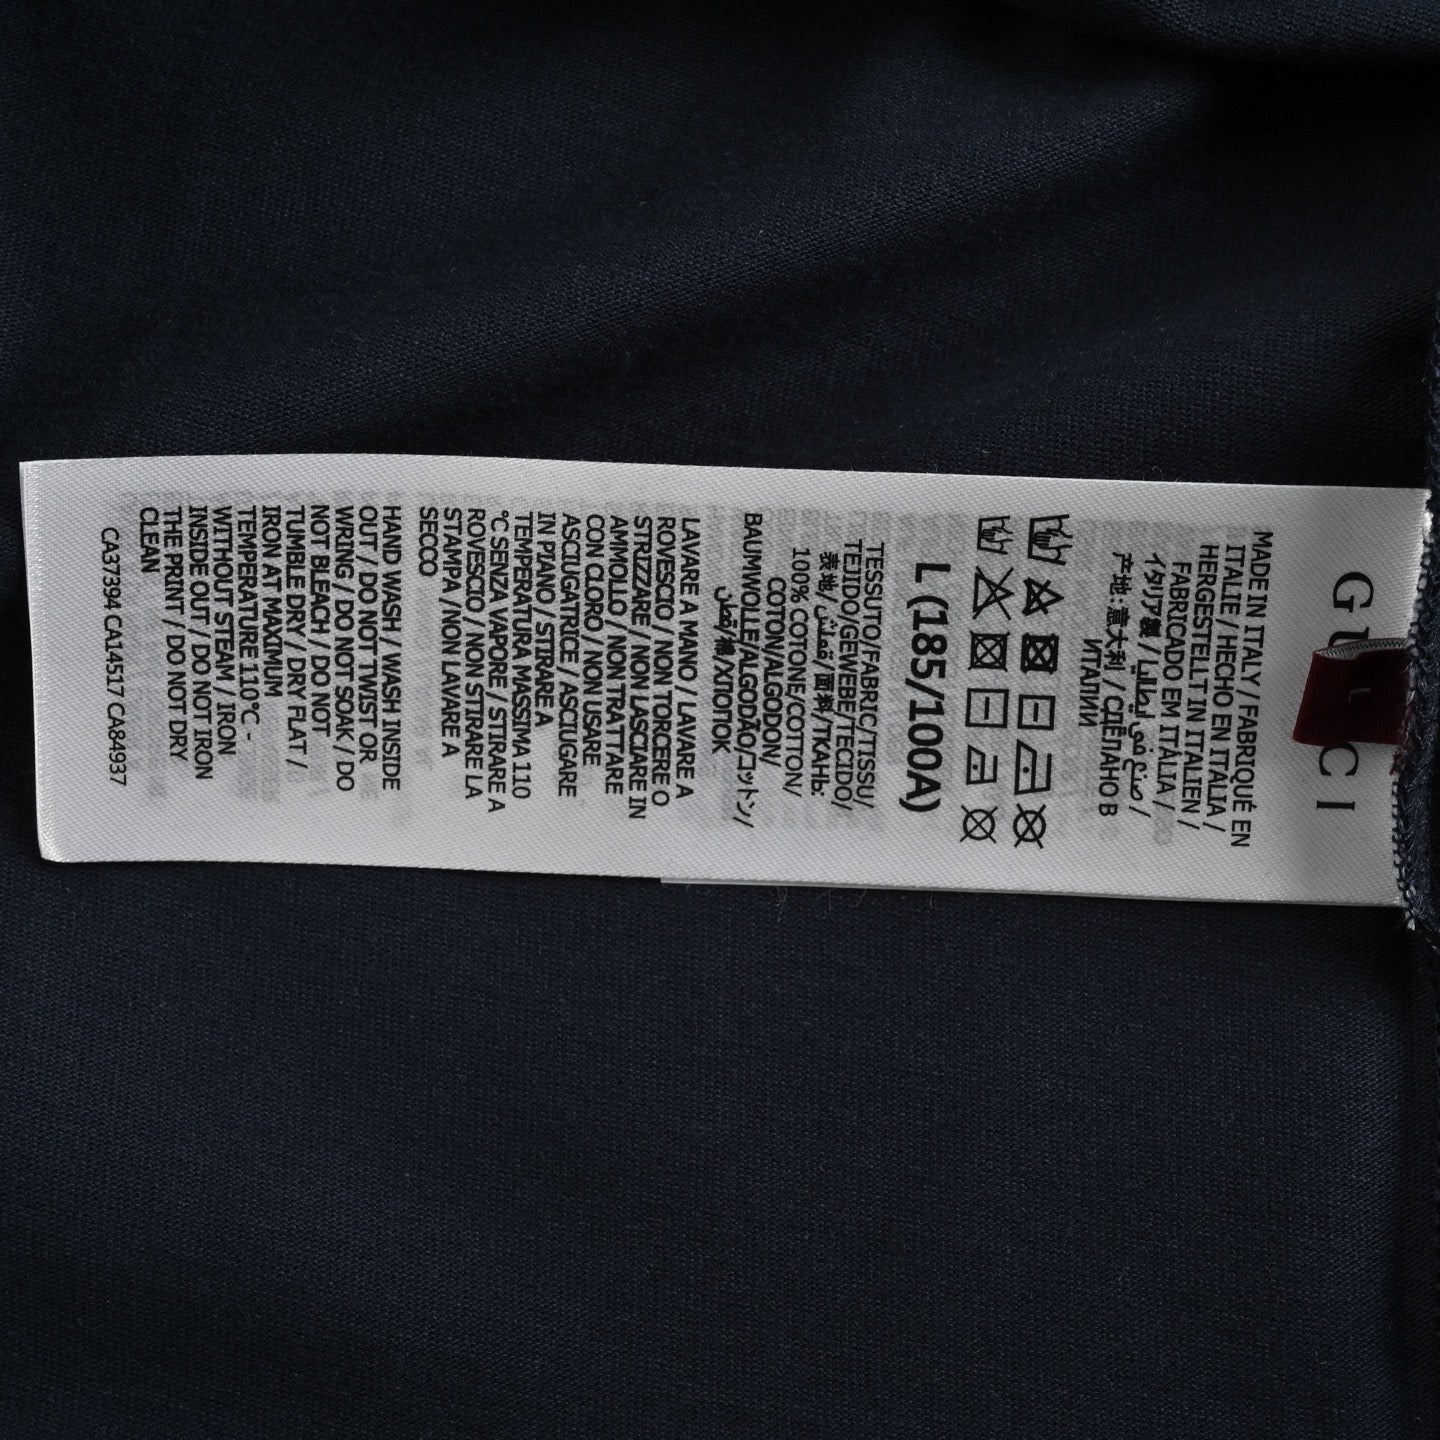 GUCCI
L
MADE IN ITALY / FABRIQUÉ EN
ITALIE / HECHO EN ITALIA /
HERGESTELLT IN ITALIEN /
FABRICADO EM ITÁLIA /
イタリア製 / صنع في إيطاليا /
产地: 意大利 / СДЕЛАНО В
ИТАЛИИ
L (185/100A)
TESSUTO/FABRIC/TISSU/
TEJIDO/GEWEBE/TECIDO/
表地/قماش/面料/ТКАНЬ:
100% COTONE/COTTON/
COTON/ALGODON/
BAUMWOLLE/ALGODÃO/コットン/
قطن/棉/ХЛОПОК
LAVARE A MANO / LAVARE A
ROVESCIO / NON TORCERE O
STRIZZARE / NON LASCIARE IN
AMMOLLO / NON TRATTARE
CON CLORO / NON USARE
ASCIUGATRICE / ASCIUGARE
IN PIANO / STIRARE A
TEMPERATURA MASSIMA 110
°C SENZA VAPORE / STIRARE A
ROVESCIO / NON STIRARE LA
STAMPA /NON LAVARE A
SECCO
HAND WASH / WASH INSIDE
OUT / DO NOT TWIST OR
WRING / DO NOT SOAK / DO
NOT BLEACH / DO NOT
TUMBLE DRY / DRY FLAT /
IRON AT MAXIMUM
TEMPERATURE 110°C -
WITHOUT STEAM / IRON
INSIDE OUT / DO NOT IRON
THE PRINT / DO NOT DRY
CLEAN
CA37394 CA14517 CA84937